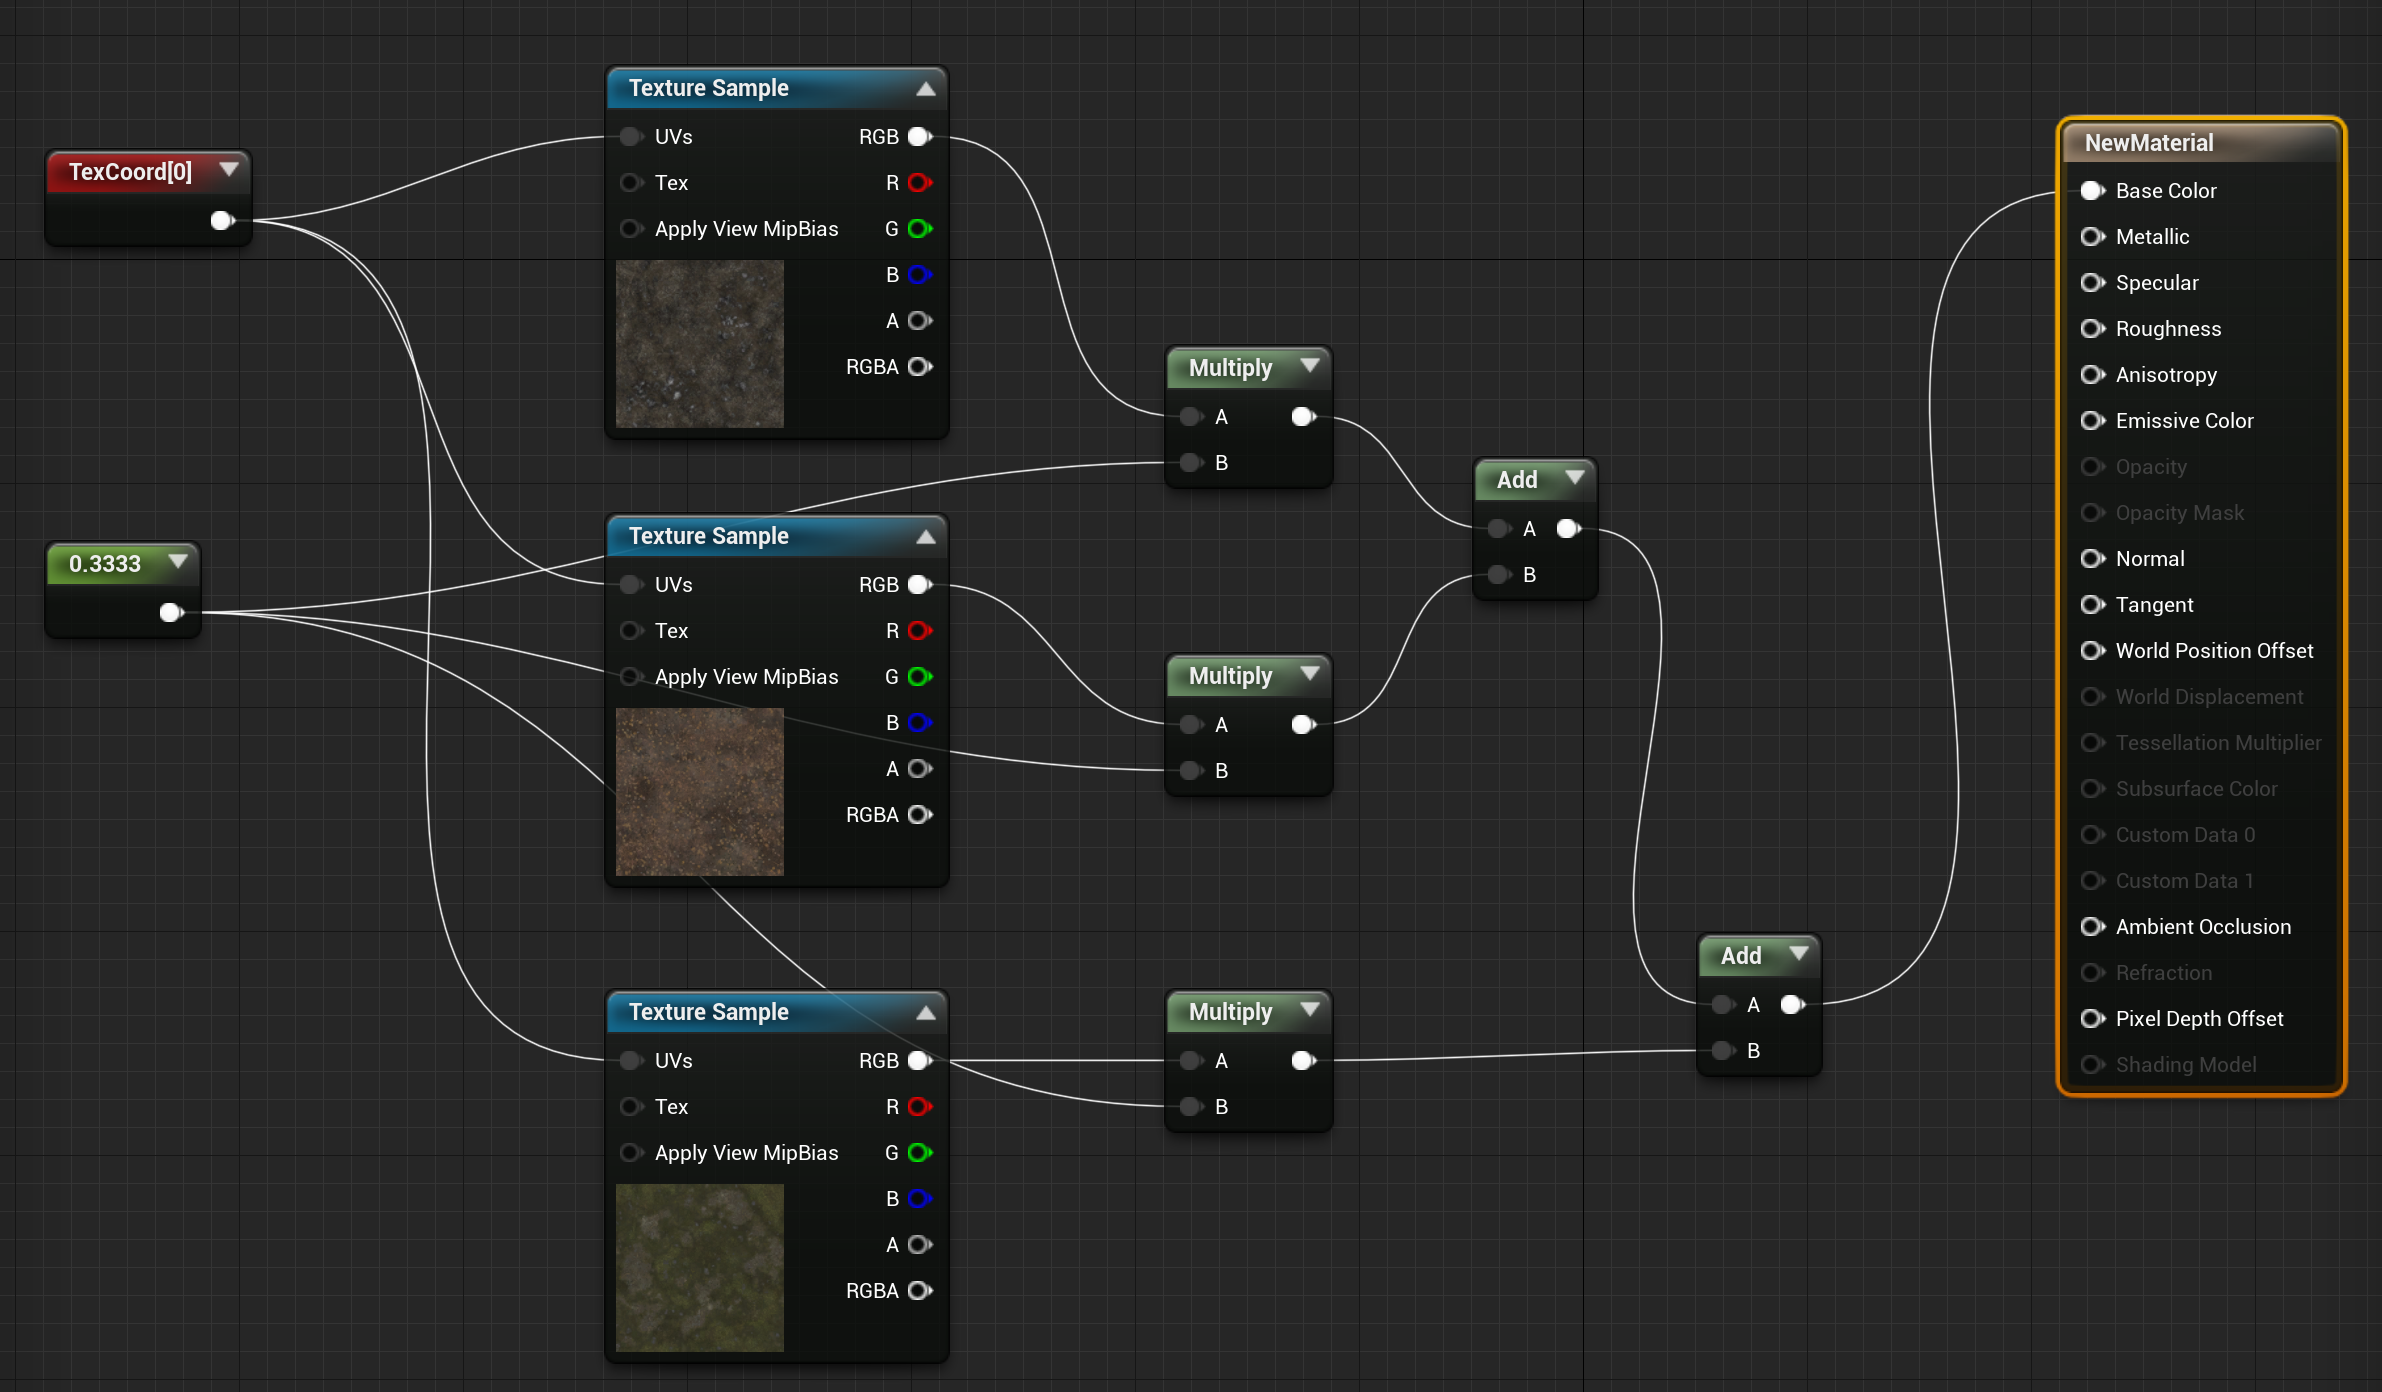 TexCoord[0]
0.3333
Texture Sample
UVs RGB
Tex R
Apply View MipBias G
B
A
RGBA
Texture Sample
UVs RGB
Tex R
Apply View MipBias G
B
A
RGBA
Texture Sample
UVs RGB
Tex R
Apply View MipBias G
B
A
RGBA
Multiply
A
B
Multiply
A
B
Multiply
A
B
Add
A
B
Add
A
B
NewMaterial
Base Color
Metallic
Specular
Roughness
Anisotropy
Emissive Color
Opacity
Opacity Mask
Normal
Tangent
World Position Offset
World Displacement
Tessellation Multiplier
Subsurface Color
Custom Data 0
Custom Data 1
Ambient Occlusion
Refraction
Pixel Depth Offset
Shading Model